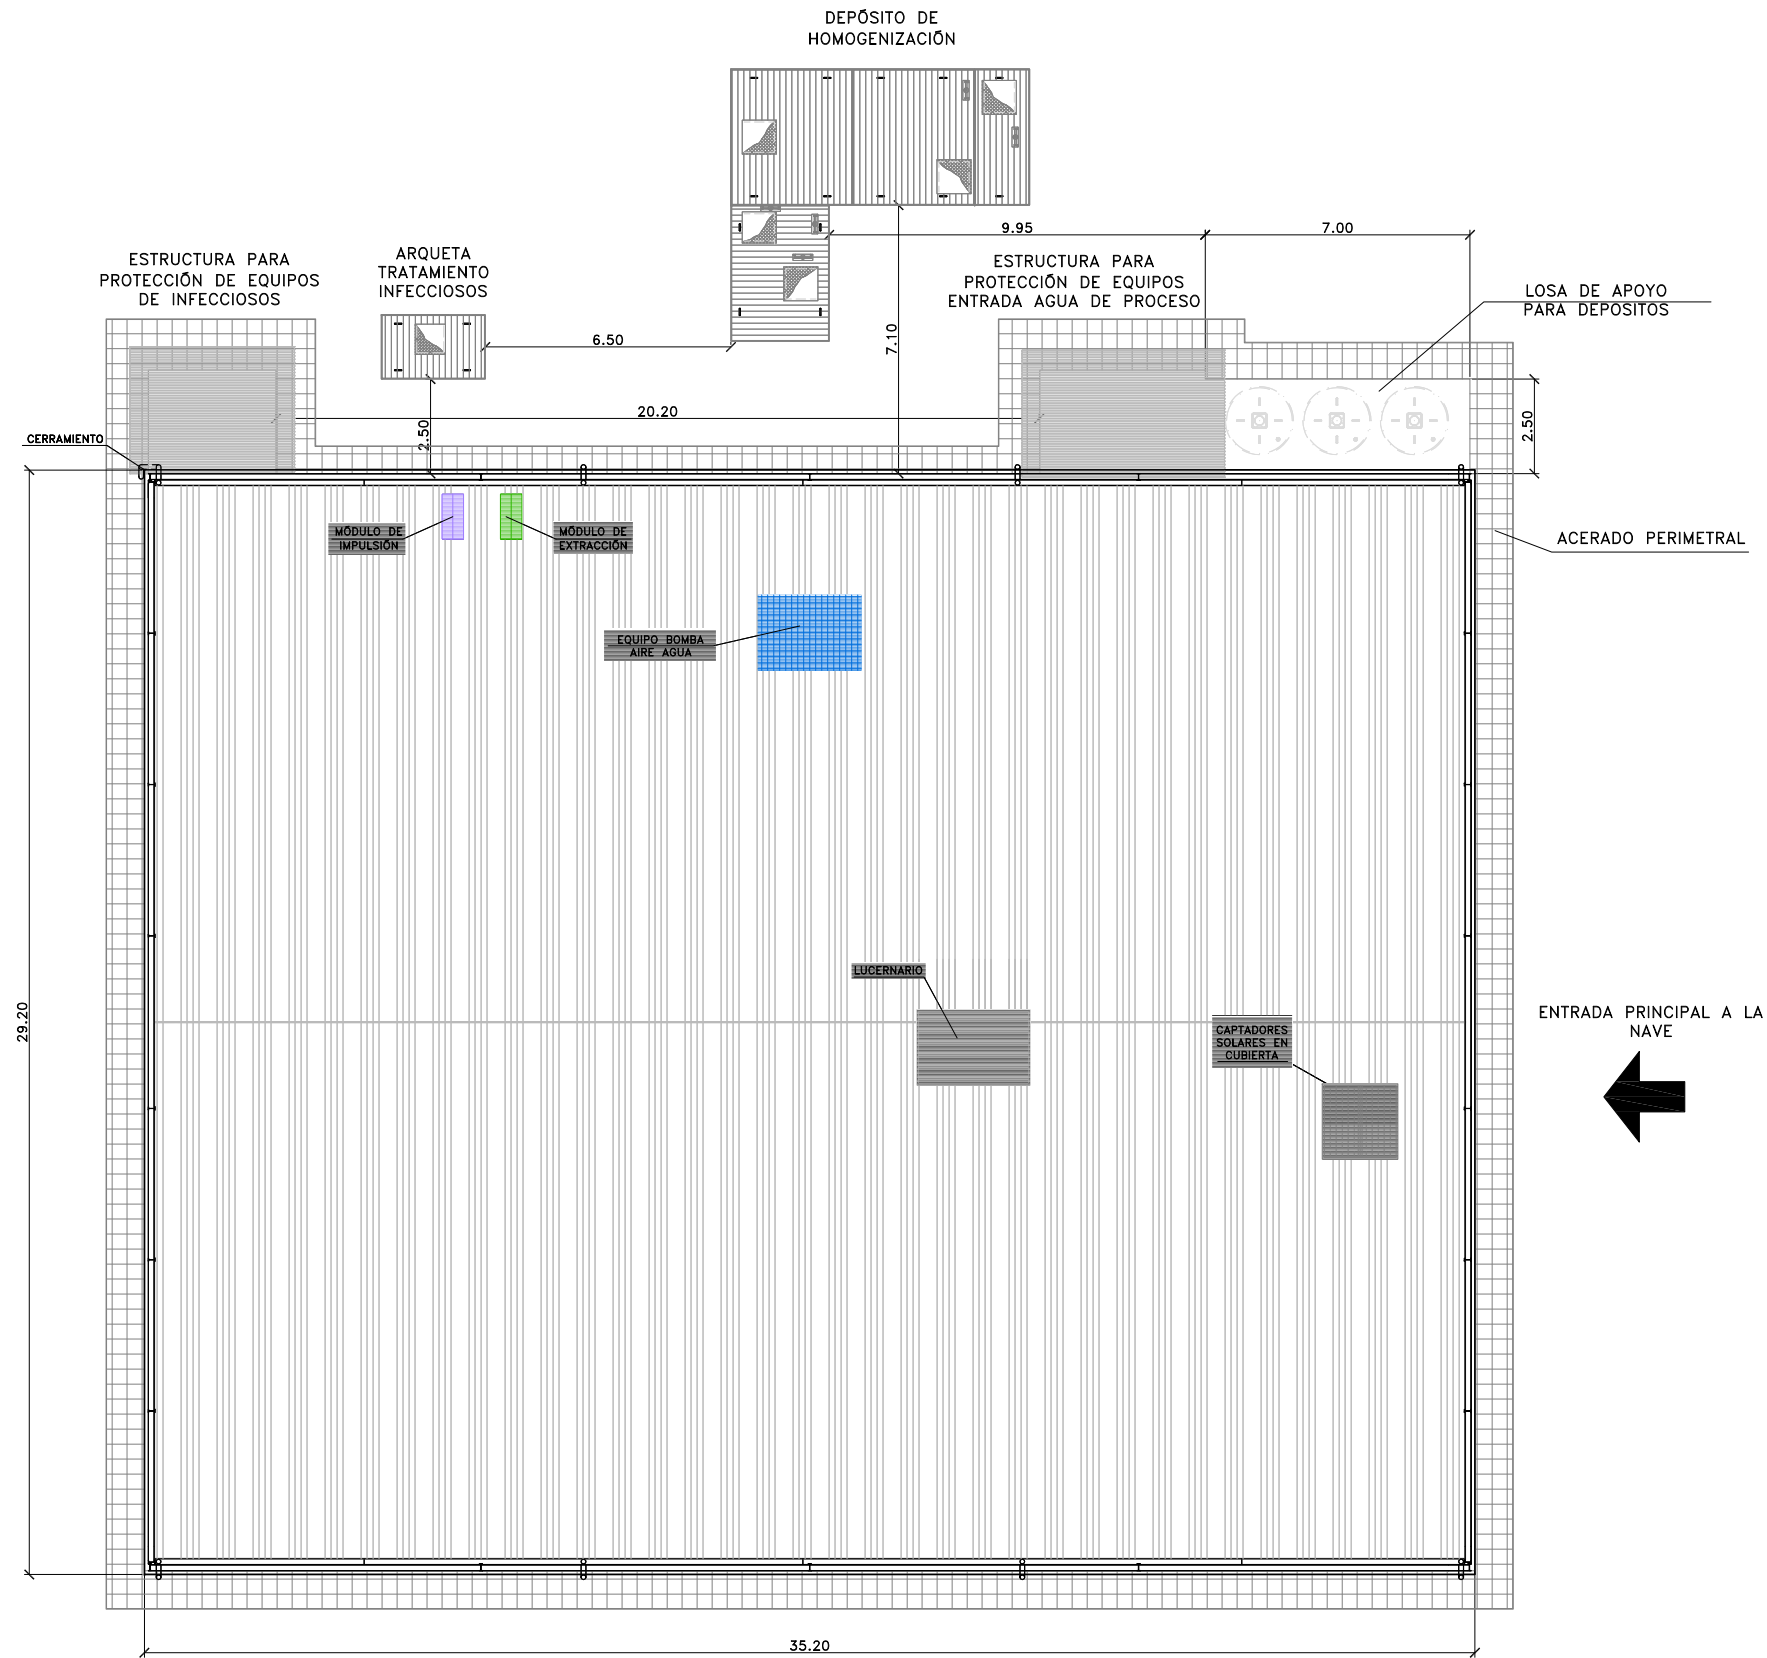 DEPÓSITO DE
HOMOGENIZACIÓN
9.95
7.00
ESTRUCTURA PARA
PROTECCIÓN DE EQUIPOS
DE INFECCIOSOS
ARQUETA
TRATAMIENTO
INFECCIOSOS
ESTRUCTURA PARA
PROTECCIÓN DE EQUIPOS
ENTRADA AGUA DE PROCESO
LOSA DE APOYO
PARA DEPOSITOS
6.50
7.10
20.20
2.50
2.50
CERRAMIENTO
MÓDULO DE
IMPULSIÓN
MÓDULO DE
EXTRACCIÓN
ACERADO PERIMETRAL
EQUIPO BOMBA
AIRE AGUA
LUCERNARIO
CAPTADORES
SOLARES EN
CUBIERTA
ENTRADA PRINCIPAL A LA
NAVE
29.20
35.20